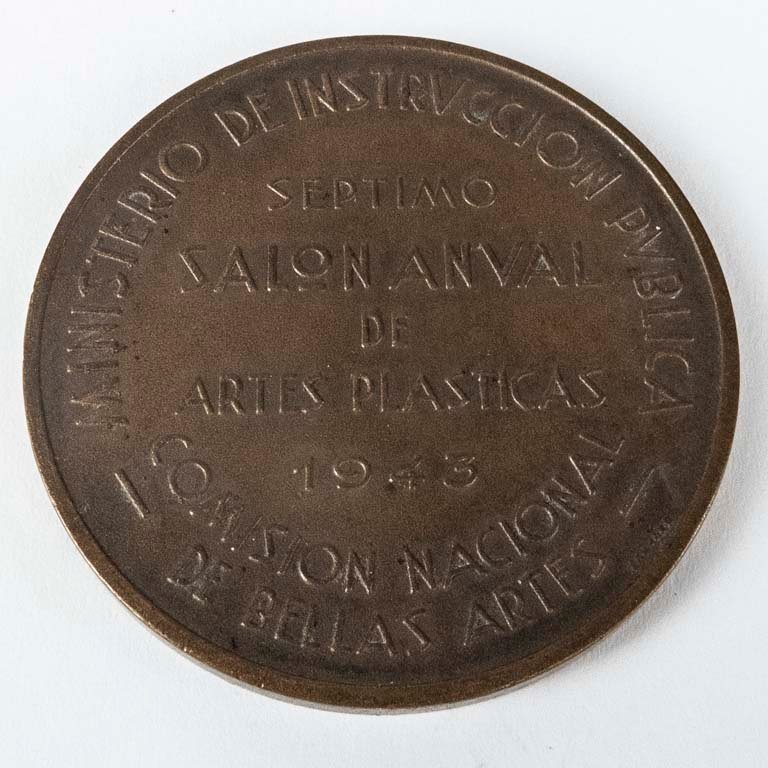 MINISTERIO DE INSTRVCCION PVBLICA
SEPTIMO
SALON ANVAL
DE
ARTES PLASTICAS
1943
COMISION NACIONAL
DE BELLAS ARTES